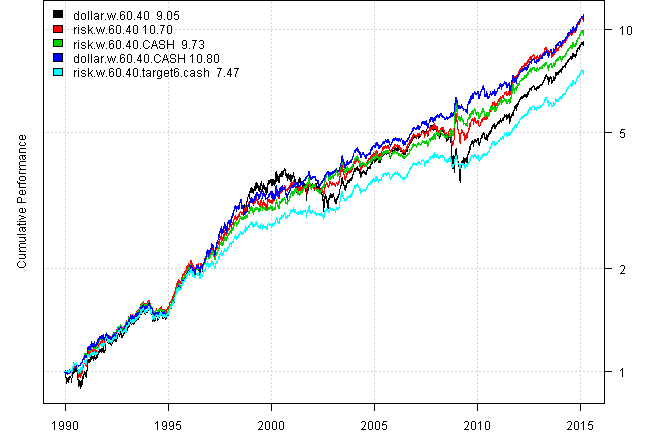 dollar.w.60.40 9.05
risk.w.60.40 10.70
risk.w.60.40.CASH 9.73
dollar.w.60.40.CASH 10.80
risk.w.60.40.target6.cash 7.47
Cumulative Performance
10
5
2
1
1990 1995 2000 2005 2010 2015